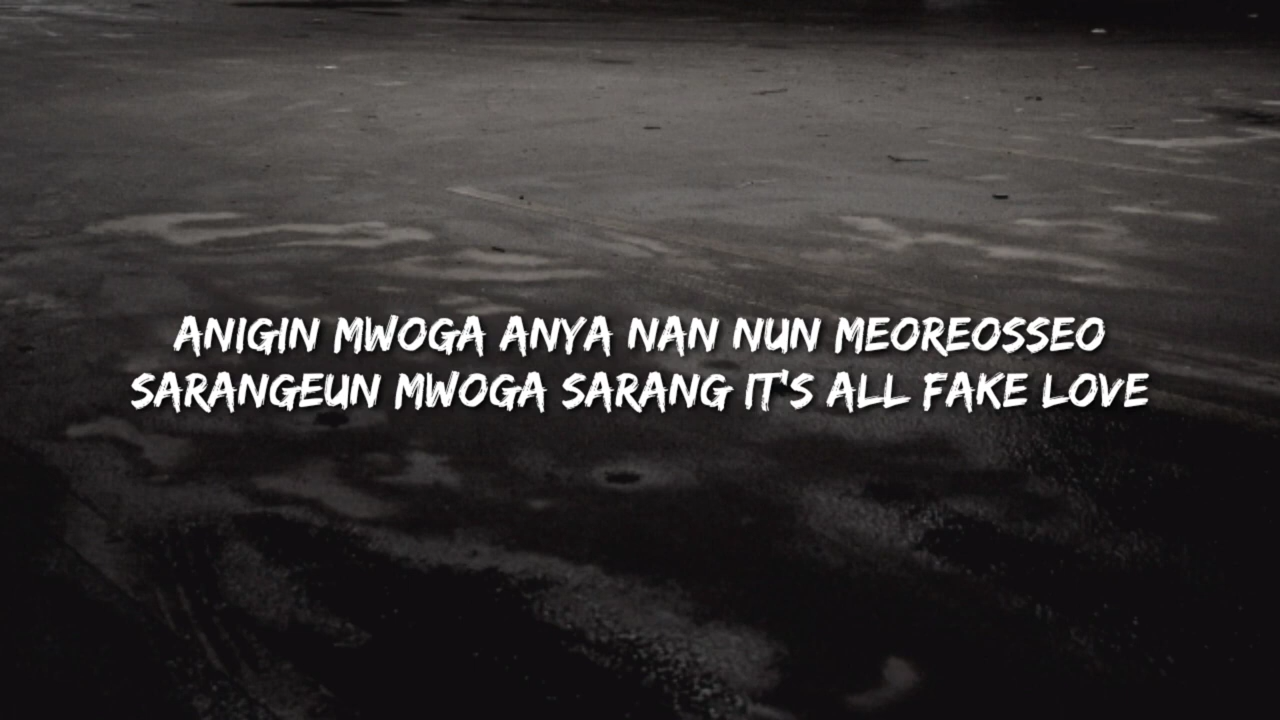 ANIGIN MWOGA ANYA NAN NUN MEOREOSSEO
SARANGEUN MWOGA SARANG IT'S ALL FAKE LOVE